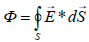 Φ = ∮ E⃗ * dS⃗
S